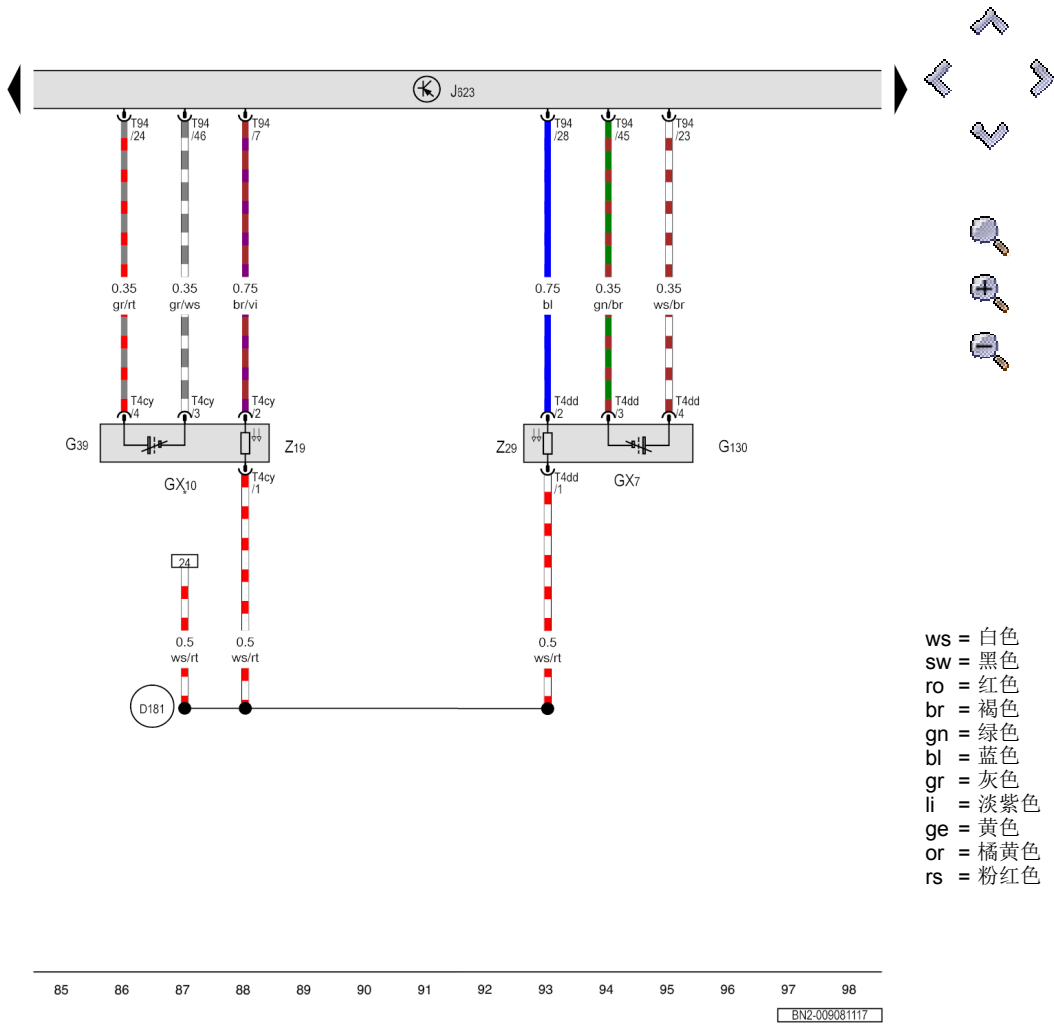 J623
T94 T94 T94 T94 T94 T94
/24 /46 /7 /28 /45 /23
0.35 0.35 0.75 0.75 0.35 0.35
gr/rt gr/ws br/vi bl gn/br ws/br
T4cy T4cy T4cy T4dd T4dd T4dd
/4 /3 /2 /2 /3 /4
G39 Z19 Z29 G130
GX10 T4cy T4dd GX7
* /1 /1
24
0.5 0.5 0.5
ws/rt ws/rt ws/rt
D181
ws = 白色
sw = 黑色
ro = 红色
br = 褐色
gn = 绿色
bl = 蓝色
gr = 灰色
li = 淡紫色
ge = 黄色
or = 橘黄色
rs = 粉红色
85 86 87 88 89 90 91 92 93 94 95 96 97 98
BN2-009081117